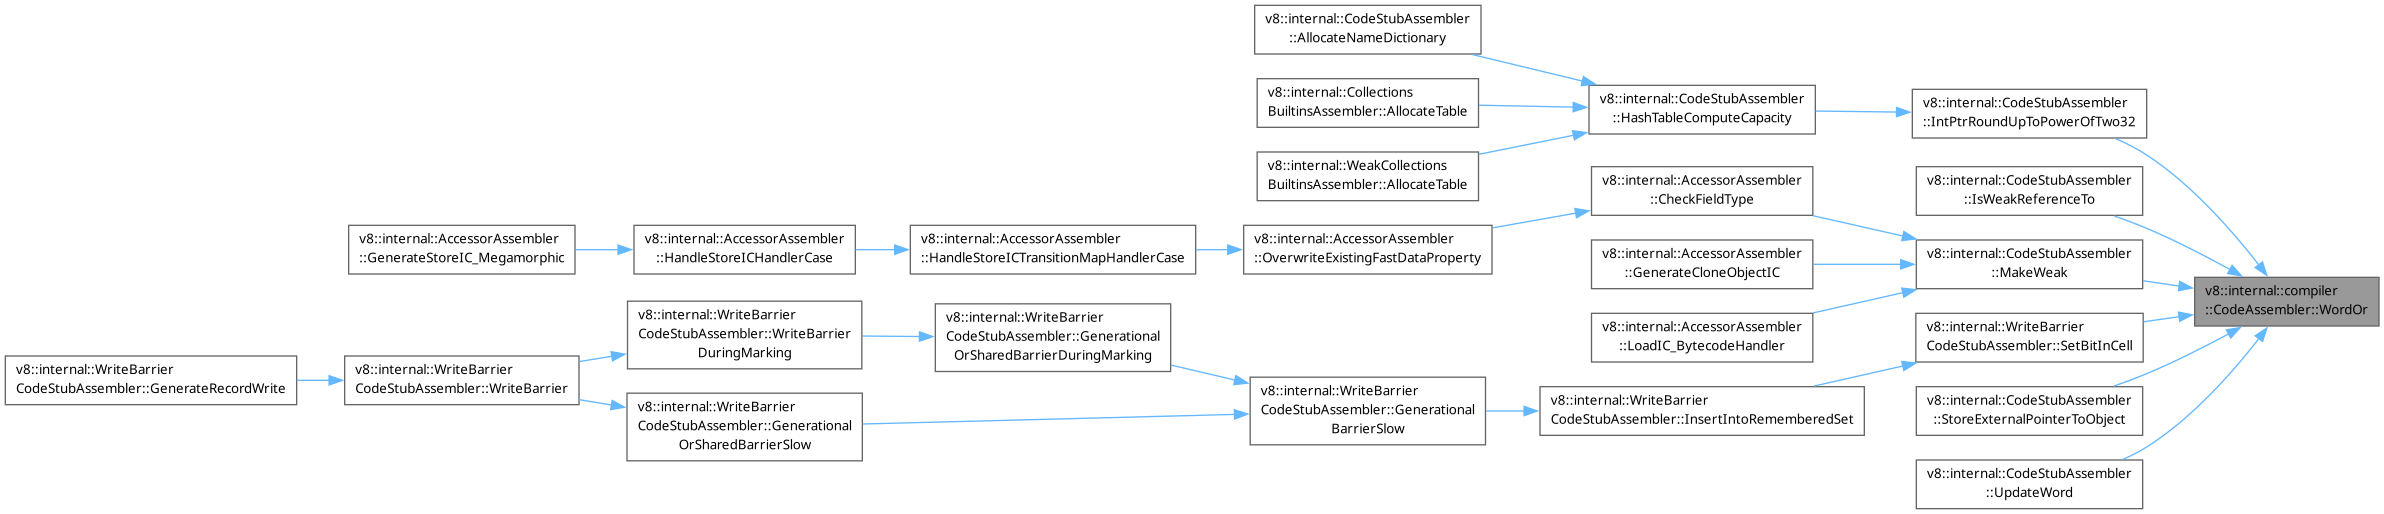 v8::internal::CodeStubAssembler
::AllocateNameDictionary
v8::internal::Collections
BuiltinsAssembler::AllocateTable
v8::internal::WeakCollections
BuiltinsAssembler::AllocateTable
v8::internal::CodeStubAssembler
::HashTableComputeCapacity
v8::internal::CodeStubAssembler
::IntPtrRoundUpToPowerOfTwo32
v8::internal::CodeStubAssembler
::IsWeakReferenceTo
v8::internal::AccessorAssembler
::CheckFieldType
v8::internal::AccessorAssembler
::GenerateStoreIC_Megamorphic
v8::internal::AccessorAssembler
::HandleStoreICHandlerCase
v8::internal::AccessorAssembler
::HandleStoreICTransitionMapHandlerCase
v8::internal::AccessorAssembler
::OverwriteExistingFastDataProperty
v8::internal::AccessorAssembler
::GenerateCloneObjectIC
v8::internal::CodeStubAssembler
::MakeWeak
v8::internal::compiler
::CodeAssembler::WordOr
v8::internal::AccessorAssembler
::LoadIC_BytecodeHandler
v8::internal::WriteBarrier
CodeStubAssembler::SetBitInCell
v8::internal::WriteBarrier
CodeStubAssembler::WriteBarrier
DuringMarking
v8::internal::WriteBarrier
CodeStubAssembler::Generational
OrSharedBarrierDuringMarking
v8::internal::WriteBarrier
CodeStubAssembler::GenerateRecordWrite
v8::internal::WriteBarrier
CodeStubAssembler::WriteBarrier
v8::internal::WriteBarrier
CodeStubAssembler::Generational
OrSharedBarrierSlow
v8::internal::WriteBarrier
CodeStubAssembler::Generational
BarrierSlow
v8::internal::WriteBarrier
CodeStubAssembler::InsertIntoRememberedSet
v8::internal::CodeStubAssembler
::StoreExternalPointerToObject
v8::internal::CodeStubAssembler
::UpdateWord